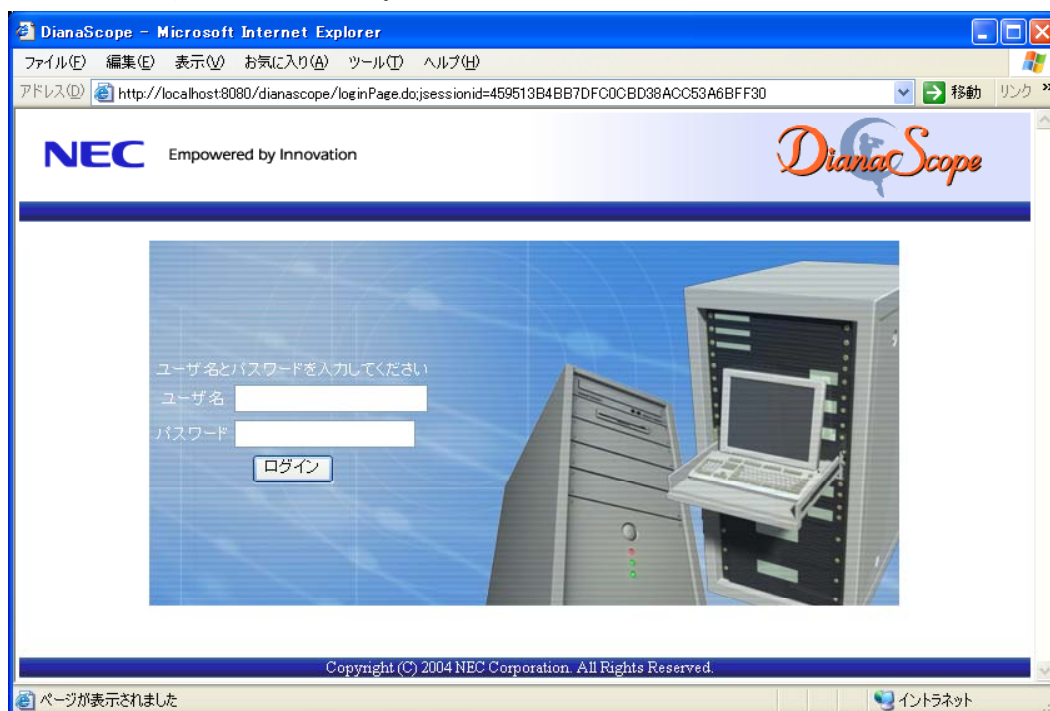 DianaScope - Microsoft Internet Explorer
ファイル(F) 編集(E) 表示(V) お気に入り(A) ツール(T) ヘルプ(H)
アドレス(D) http://localhost:8080/dianascope/loginPage.do;jsessionid=459513B4BB7DFC0CBD38ACC53A6BFF30 移動 リンク »
NEC Empowered by Innovation DianaScope
ユーザ名とパスワードを入力してください
ユーザ名
パスワード
ログイン
Copyright (C) 2004 NEC Corporation. All Rights Reserved.
ページが表示されました イントラネット